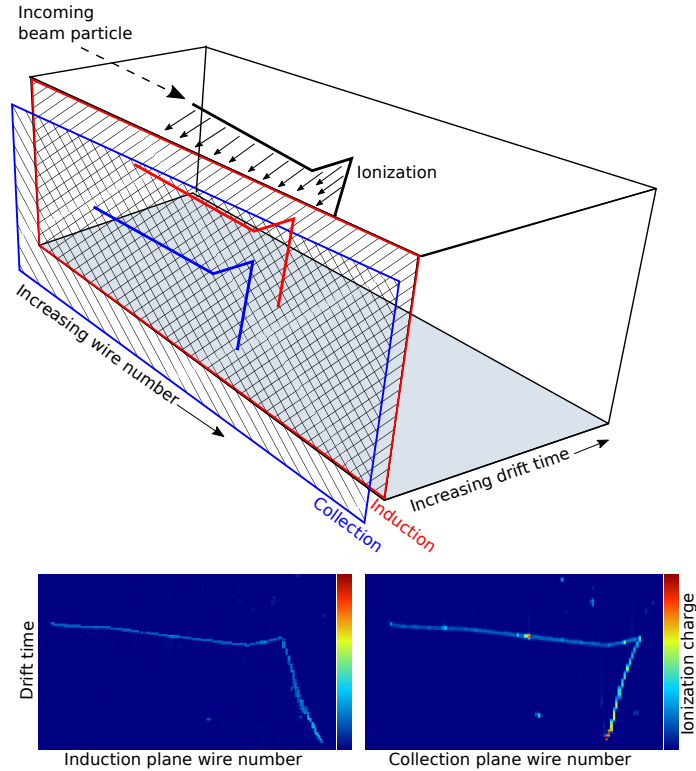 Incoming
beam particle
Ionization
Increasing wire number
Increasing drift time
Induction
Collection
Drift time
Ionization charge
Induction plane wire number
Collection plane wire number